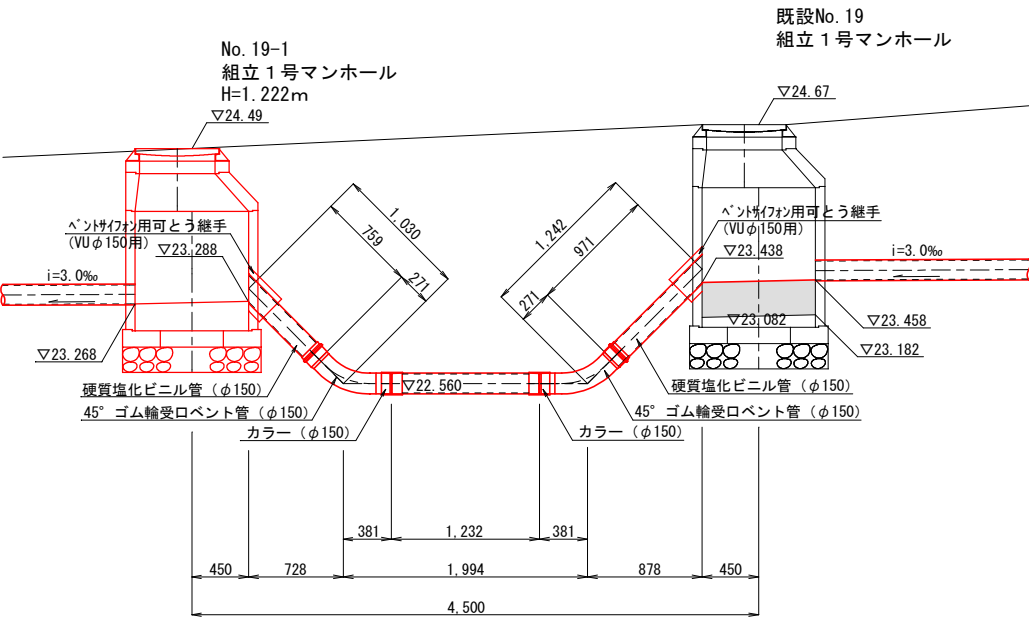 既設No.19
組立１号マンホール
No.19-1
組立１号マンホール
H=1.222m
▽24.67
▽24.49
ベントサイフォン用可とう継手
(VUφ150用)
▽23.288
1,030
759
271
1,242
971
271
ベントサイフォン用可とう継手
(VUφ150用)
▽23.438
i=3.0‰
i=3.0‰
▽23.268
▽23.082
▽23.458
▽23.182
硬質塩化ビニル管（φ150）
▽22.560
硬質塩化ビニル管（φ150）
45°ゴム輪受口ベント管（φ150）
45°ゴム輪受口ベント管（φ150）
カラー（φ150）
カラー（φ150）
381
1,232
381
450
728
1,994
878
450
4,500